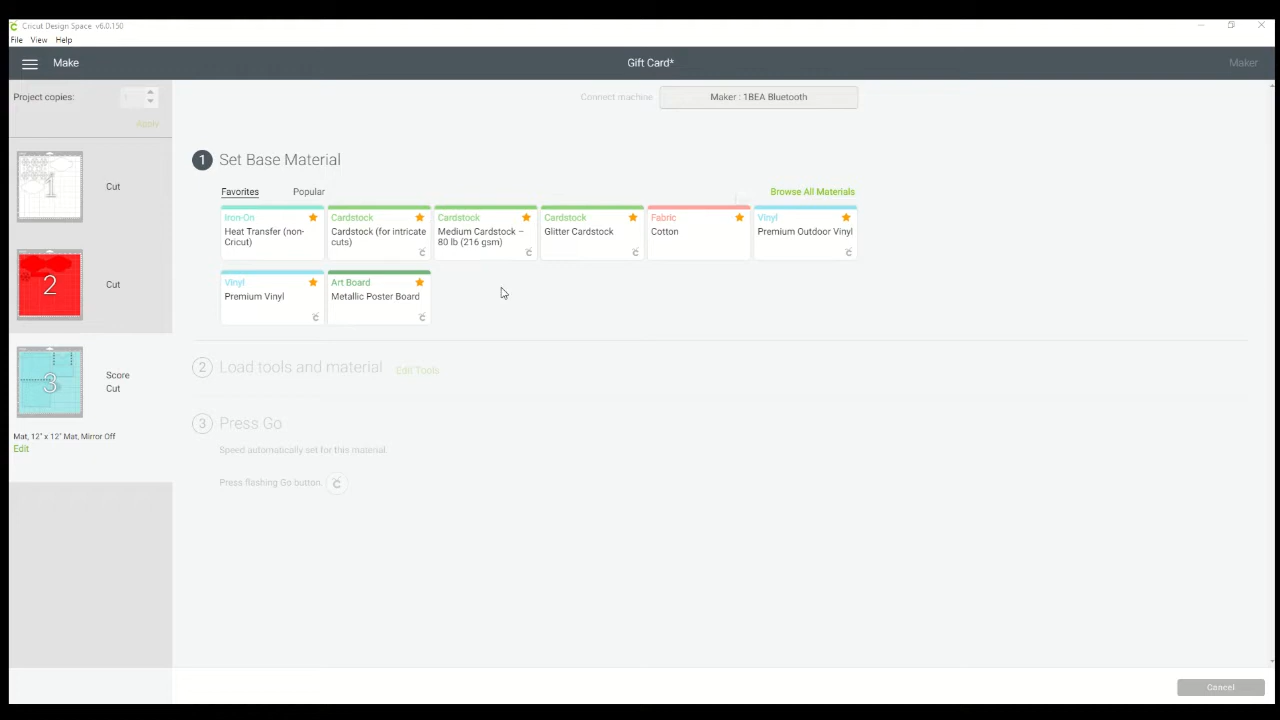 Cricut Design Space v6.0.150
File View Help
Make
Gift Card*
Maker
Project copies:
Apply
Connect machine
Maker : 1BEA Bluetooth
1
Cut
2
Cut
3
Score
Cut
Mat, 12" x 12" Mat, Mirror Off
Edit
1 Set Base Material
Favorites Popular
Browse All Materials
Iron-On
Heat Transfer (non-
Cricut)
Cardstock
Cardstock (for intricate
cuts)
Cardstock
Medium Cardstock –
80 lb (216 gsm)
Cardstock
Glitter Cardstock
Fabric
Cotton
Vinyl
Premium Outdoor Vinyl
Vinyl
Premium Vinyl
Art Board
Metallic Poster Board
2 Load tools and material Edit Tools
3 Press Go
Speed automatically set for this material.
Press flashing Go button.
Cancel